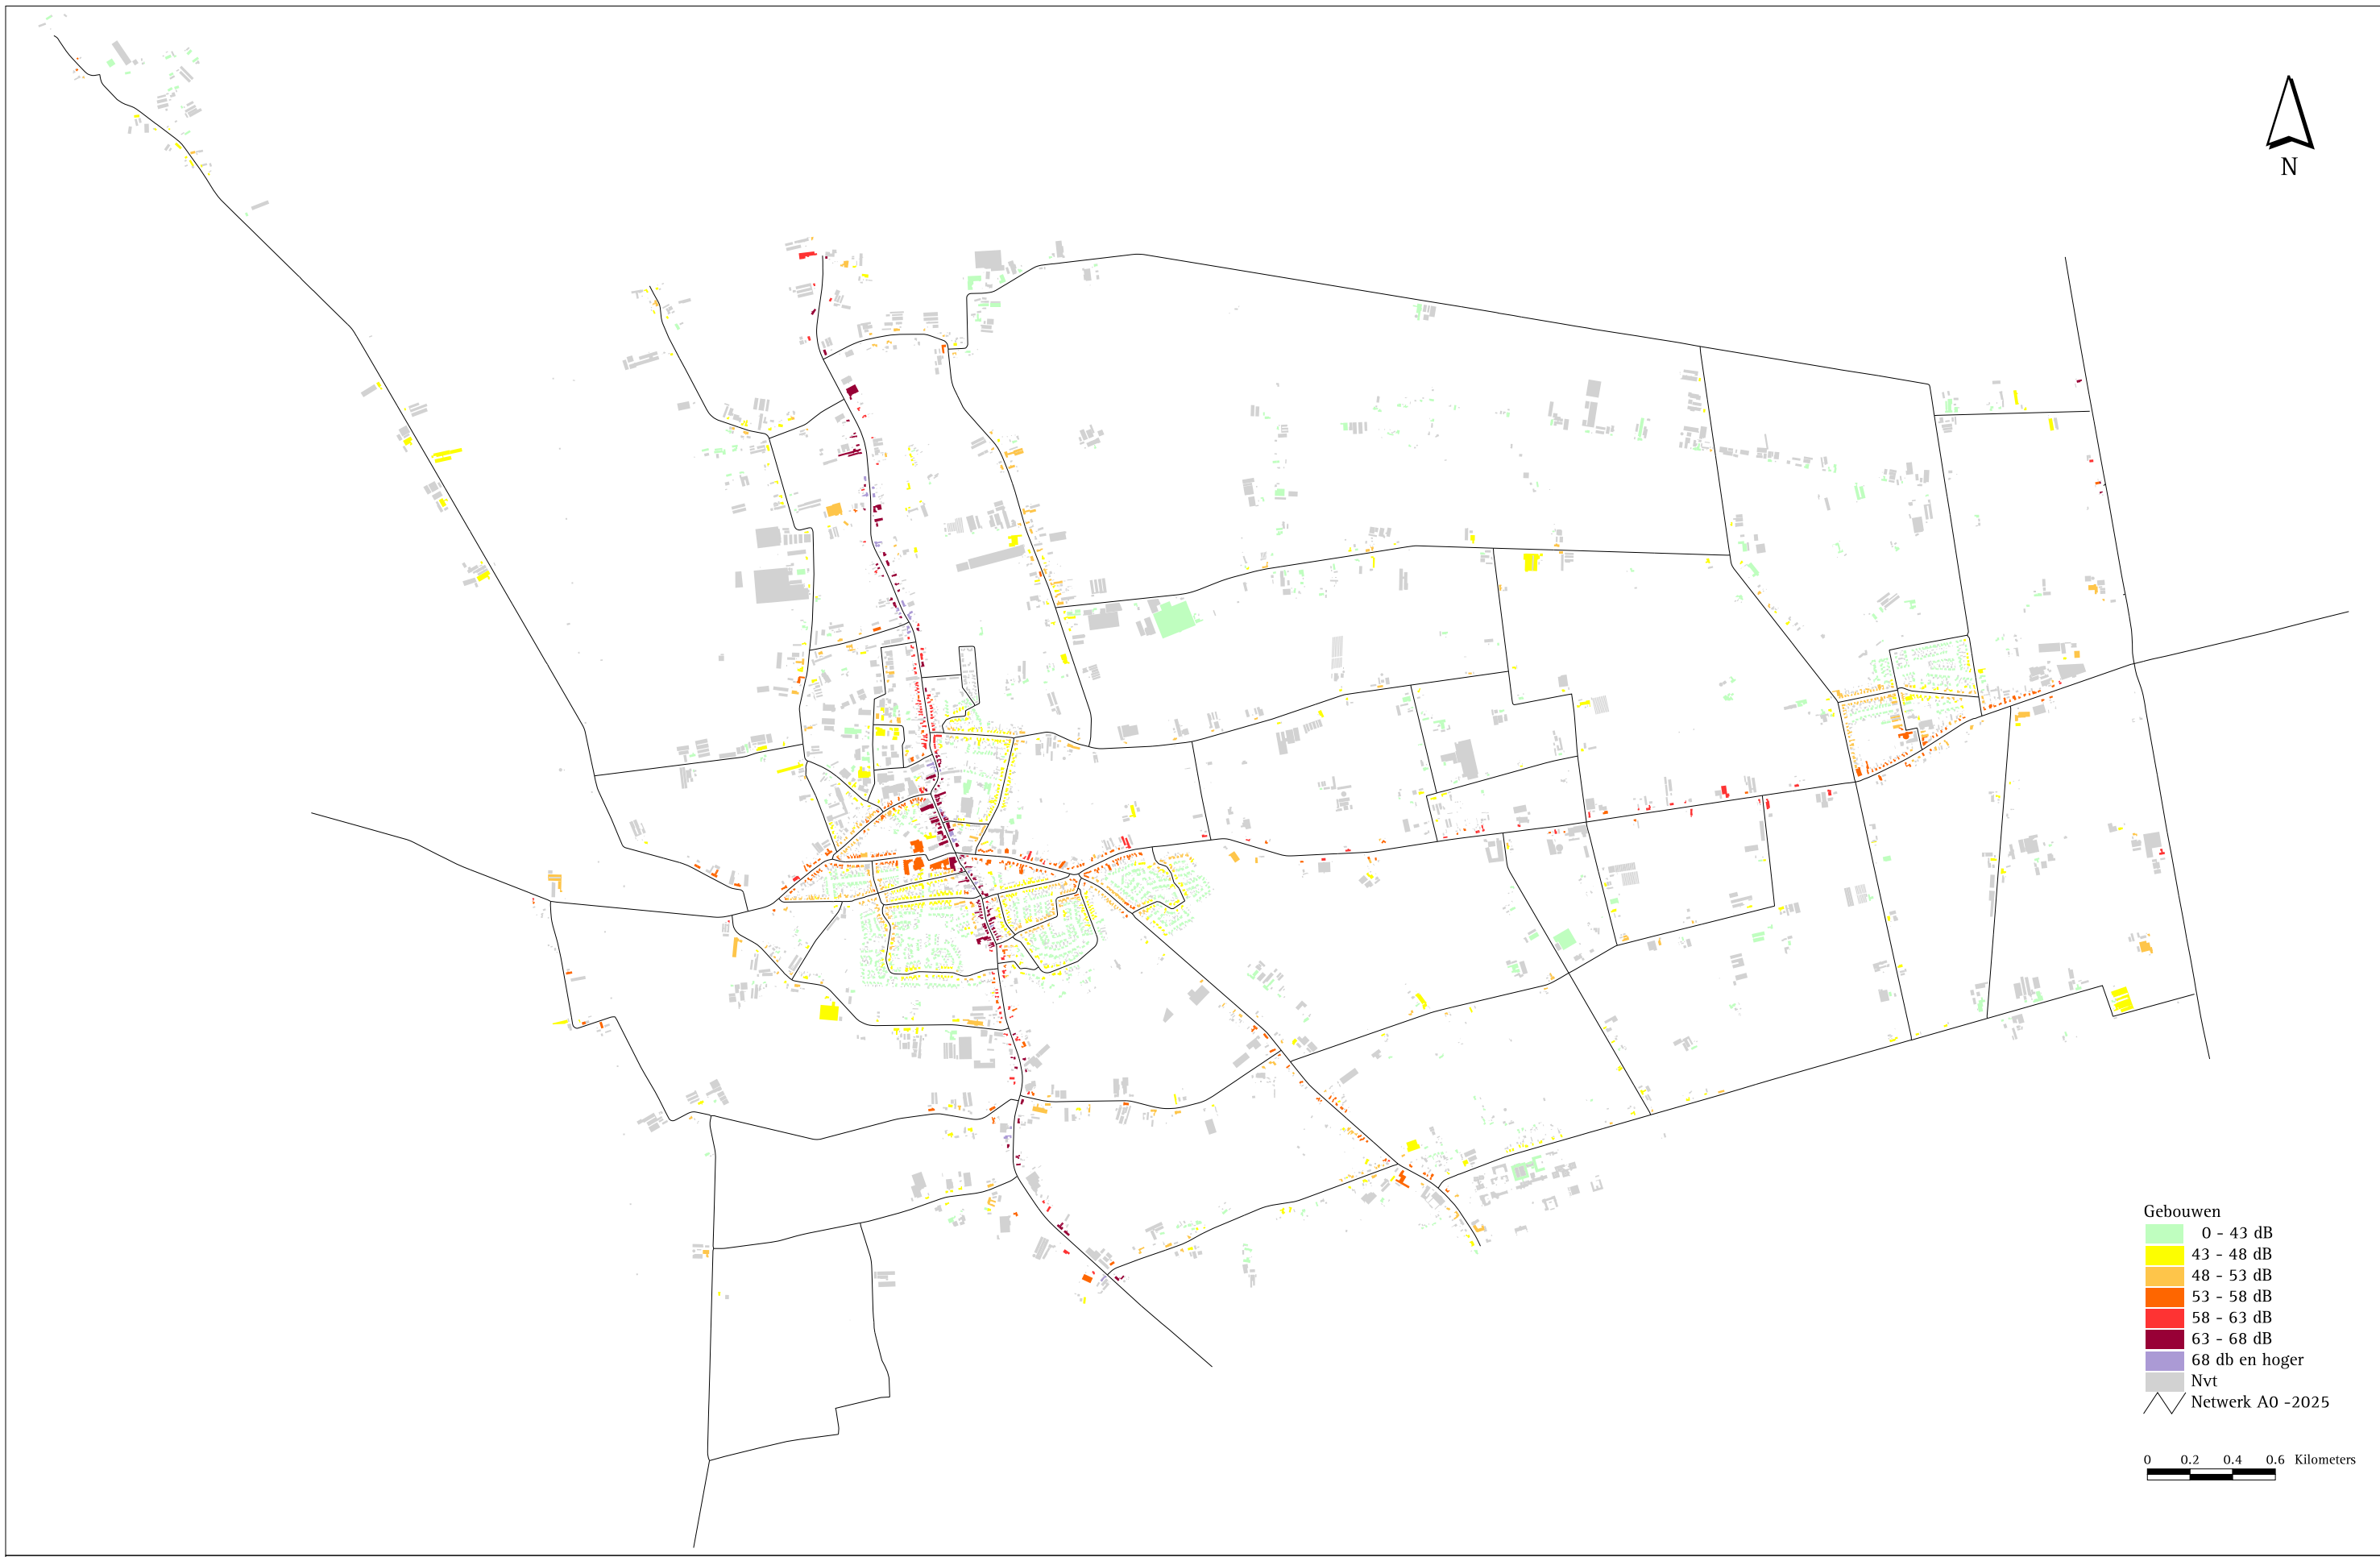 N
Gebouwen
0 - 43 dB
43 - 48 dB
48 - 53 dB
53 - 58 dB
58 - 63 dB
63 - 68 dB
68 db en hoger
Nvt
Netwerk A0 -2025
0 0.2 0.4 0.6 Kilometers